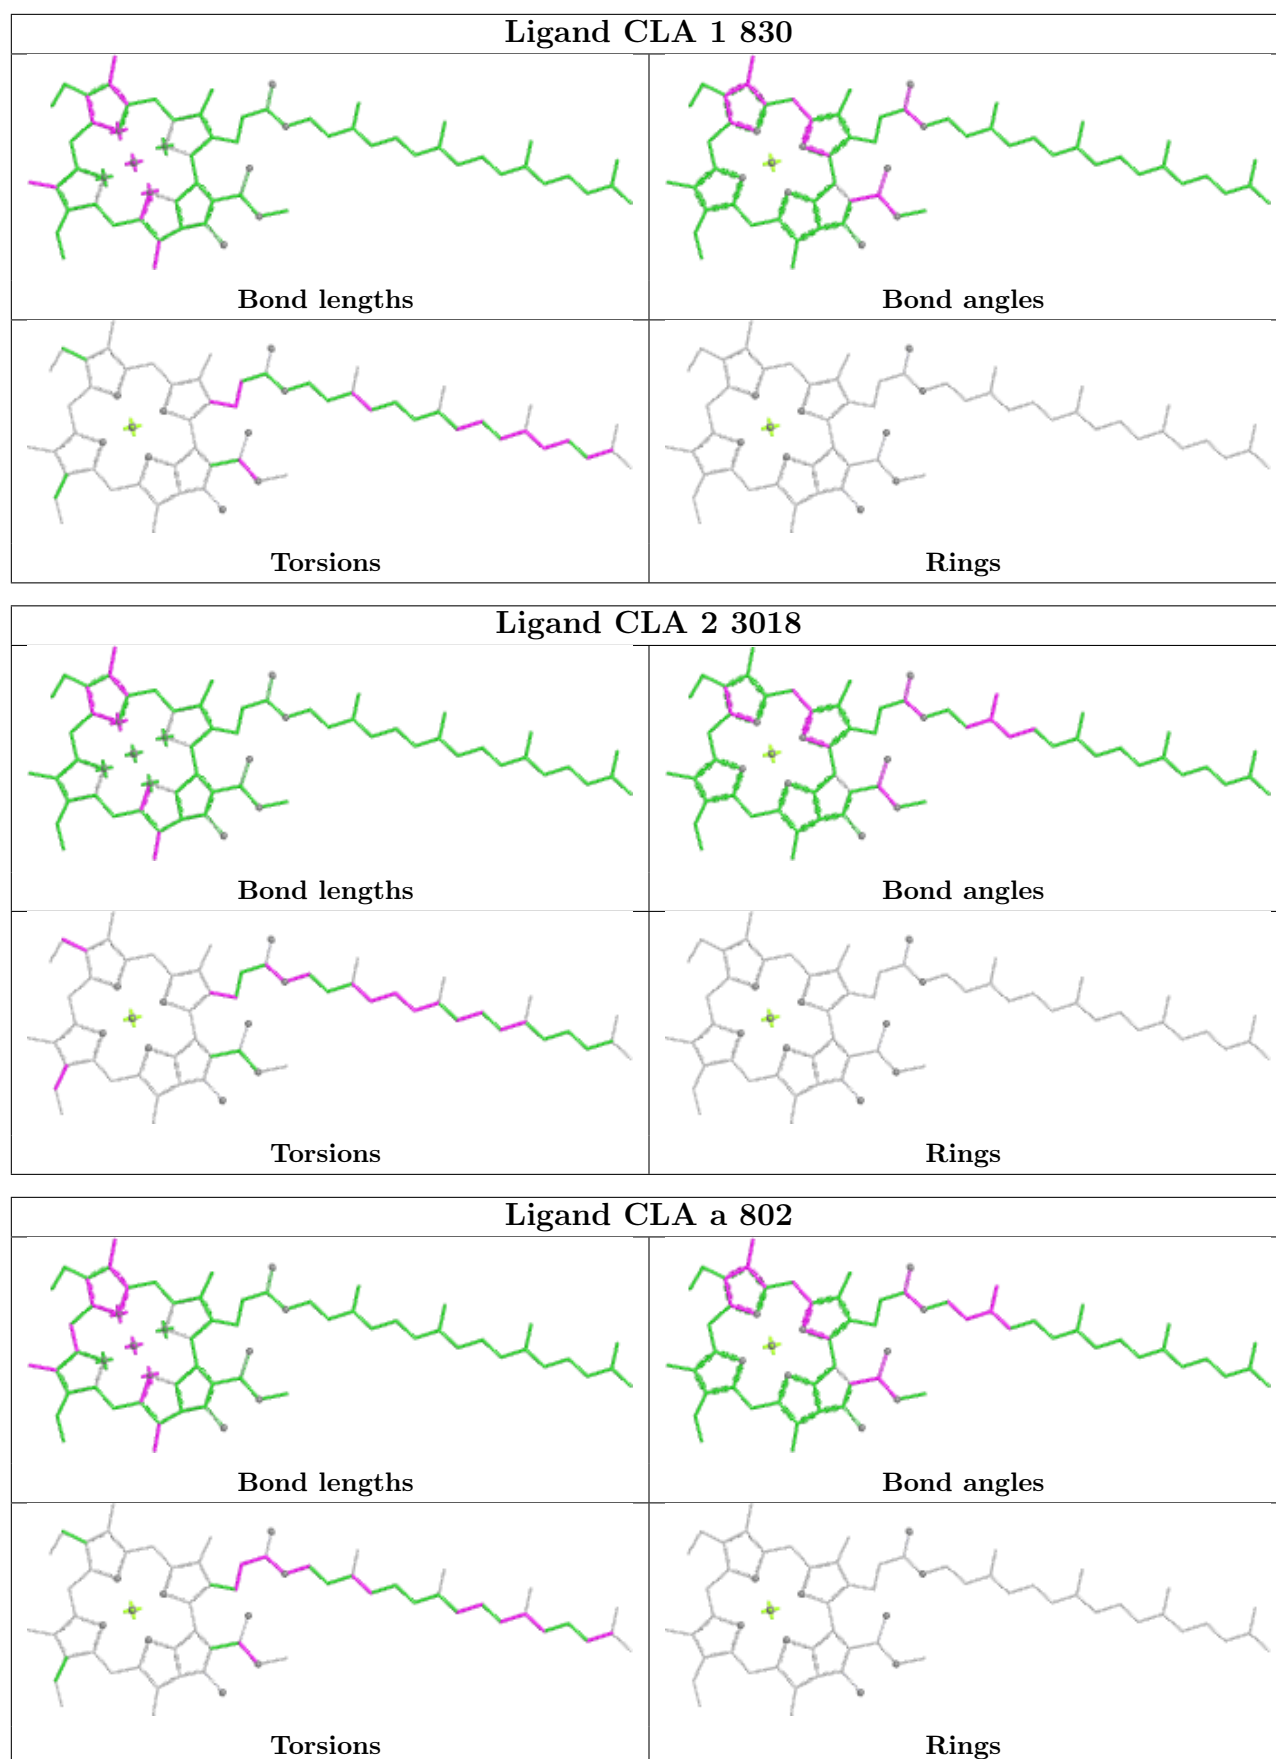 Ligand CLA 1 830
Bond lengths
Bond angles
Torsions
Rings
Ligand CLA 2 3018
Bond lengths
Bond angles
Torsions
Rings
Ligand CLA a 802
Bond lengths
Bond angles
Torsions
Rings